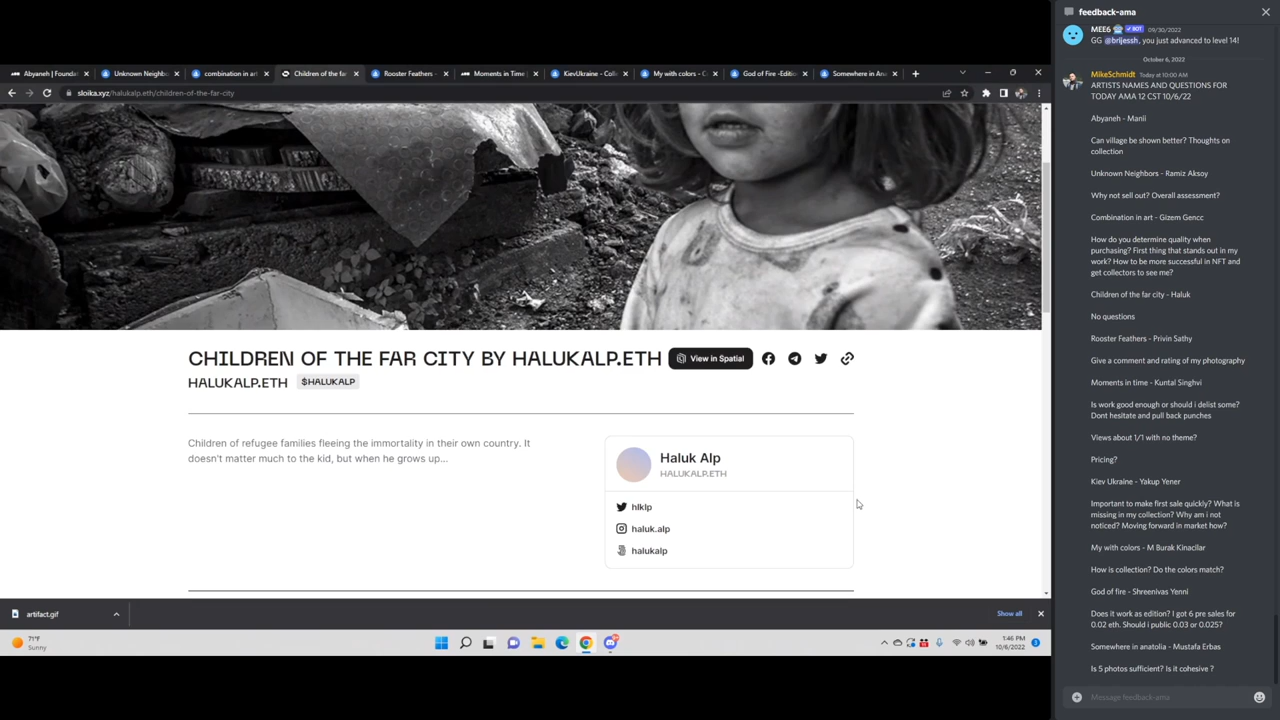 Abyaneh | Founda
Unknown Neighb
combination in ar
Children of the fa
Rooster Feathers -
Moments in Time |
KievUkraine - Coll
My with colors - C
God of Fire -Editio
Somewhere in Ana
sloika.xyz/halukalp.eth/children-of-the-far-city
CHILDREN OF THE FAR CITY BY HALUKALP.ETH
View in Spatial
HALUKALP.ETH
$HALUKALP
Children of refugee families fleeing the immortality in their own country. It
doesn't matter much to the kid, but when he grows up...
Haluk Alp
HALUKALP.ETH
hlklp
haluk.alp
halukalp
artifact.gif
Show all
71°F
Sunny
1:46 PM
10/6/2022
feedback-ama
MEE6 BOT 09/30/2022
GG @brijessh, you just advanced to level 14!
October 6, 2022
MikeSchmidt Today at 10:00 AM
ARTISTS NAMES AND QUESTIONS FOR
TODAY AMA 12 CST 10/6/22
Abyaneh - Manii
Can village be shown better? Thoughts on
collection
Unknown Neighbors - Ramiz Aksoy
Why not sell out? Overall assessment?
Combination in art - Gizem Gencc
How do you determine quality when
purchasing? First thing that stands out in my
work? How to be more successful in NFT and
get collectors to see me?
Children of the far city - Haluk
No questions
Rooster Feathers - Privin Sathy
Give a comment and rating of my photography
Moments in time - Kuntal Singhvi
Is work good enough or should i delist some?
Dont hesitate and pull back punches
Views about 1/1 with no theme?
Pricing?
Kiev Ukraine - Yakup Yener
Important to make first sale quickly? What is
missing in my collection? Why am i not
noticed? Moving forward in market how?
My with colors - M Burak Kinacilar
How is collection? Do the colors match?
God of fire - Shreenivas Yenni
Does it work as edition? I got 6 pre sales for
0.02 eth. Should i public 0.03 or 0.025?
Somewhere in anatolia - Mustafa Erbas
Is 5 photos sufficient? Is it cohesive ?
Message feedback-ama